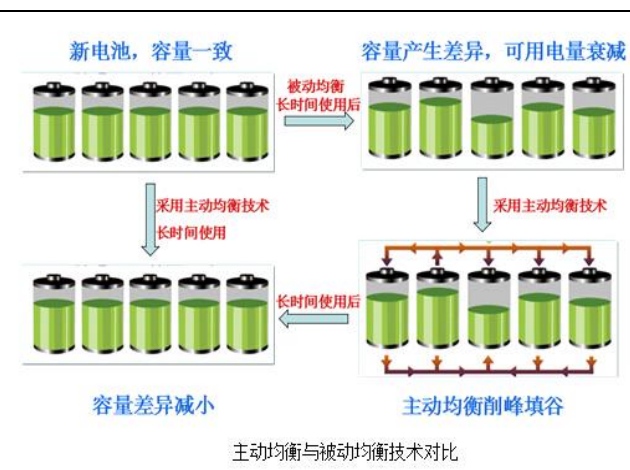 新电池，容量一致
容量产生差异，可用电量衰减
被动均衡
长时间使用后
采用主动均衡技术
长时间使用
采用主动均衡技术
长时间使用后
容量差异减小
主动均衡削峰填谷
主动均衡与被动均衡技术对比